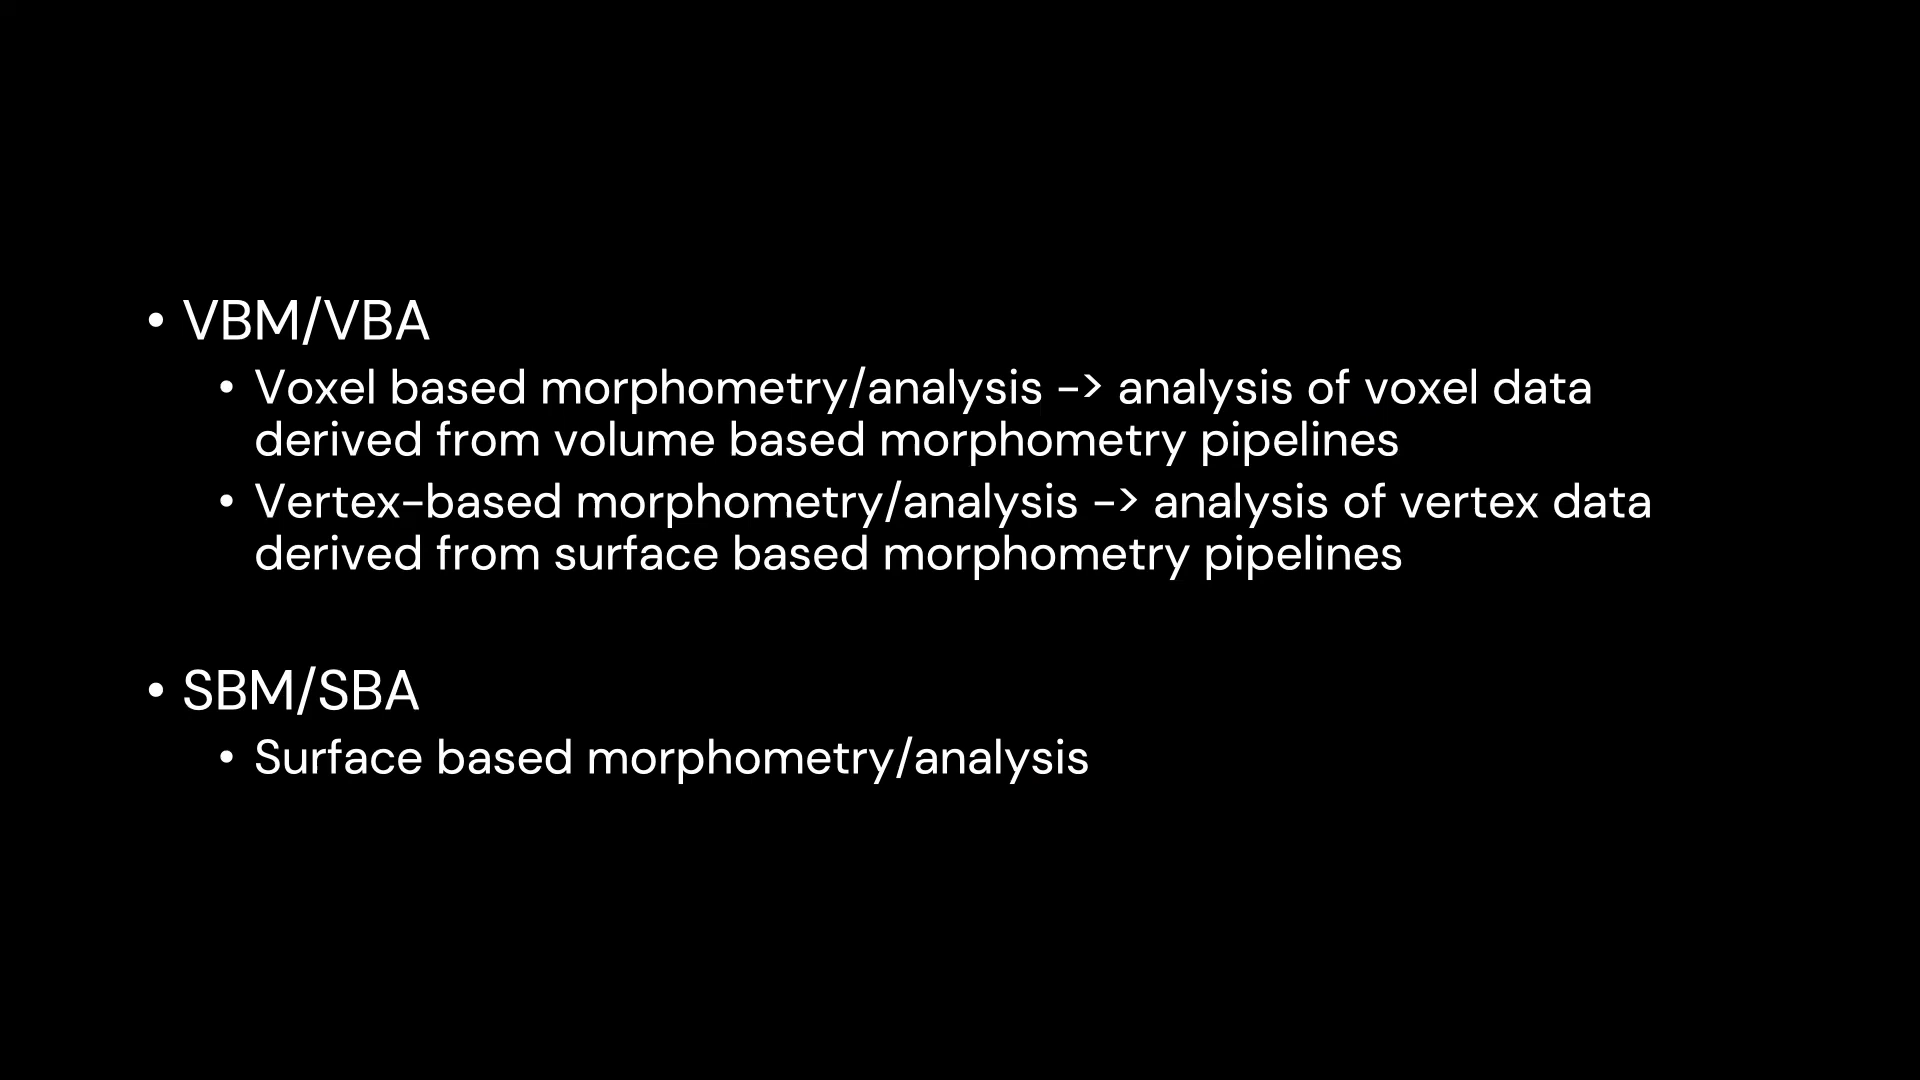 • VBM/VBA
• Voxel based morphometry/analysis -> analysis of voxel data
derived from volume based morphometry pipelines
• Vertex-based morphometry/analysis -> analysis of vertex data
derived from surface based morphometry pipelines
• SBM/SBA
• Surface based morphometry/analysis